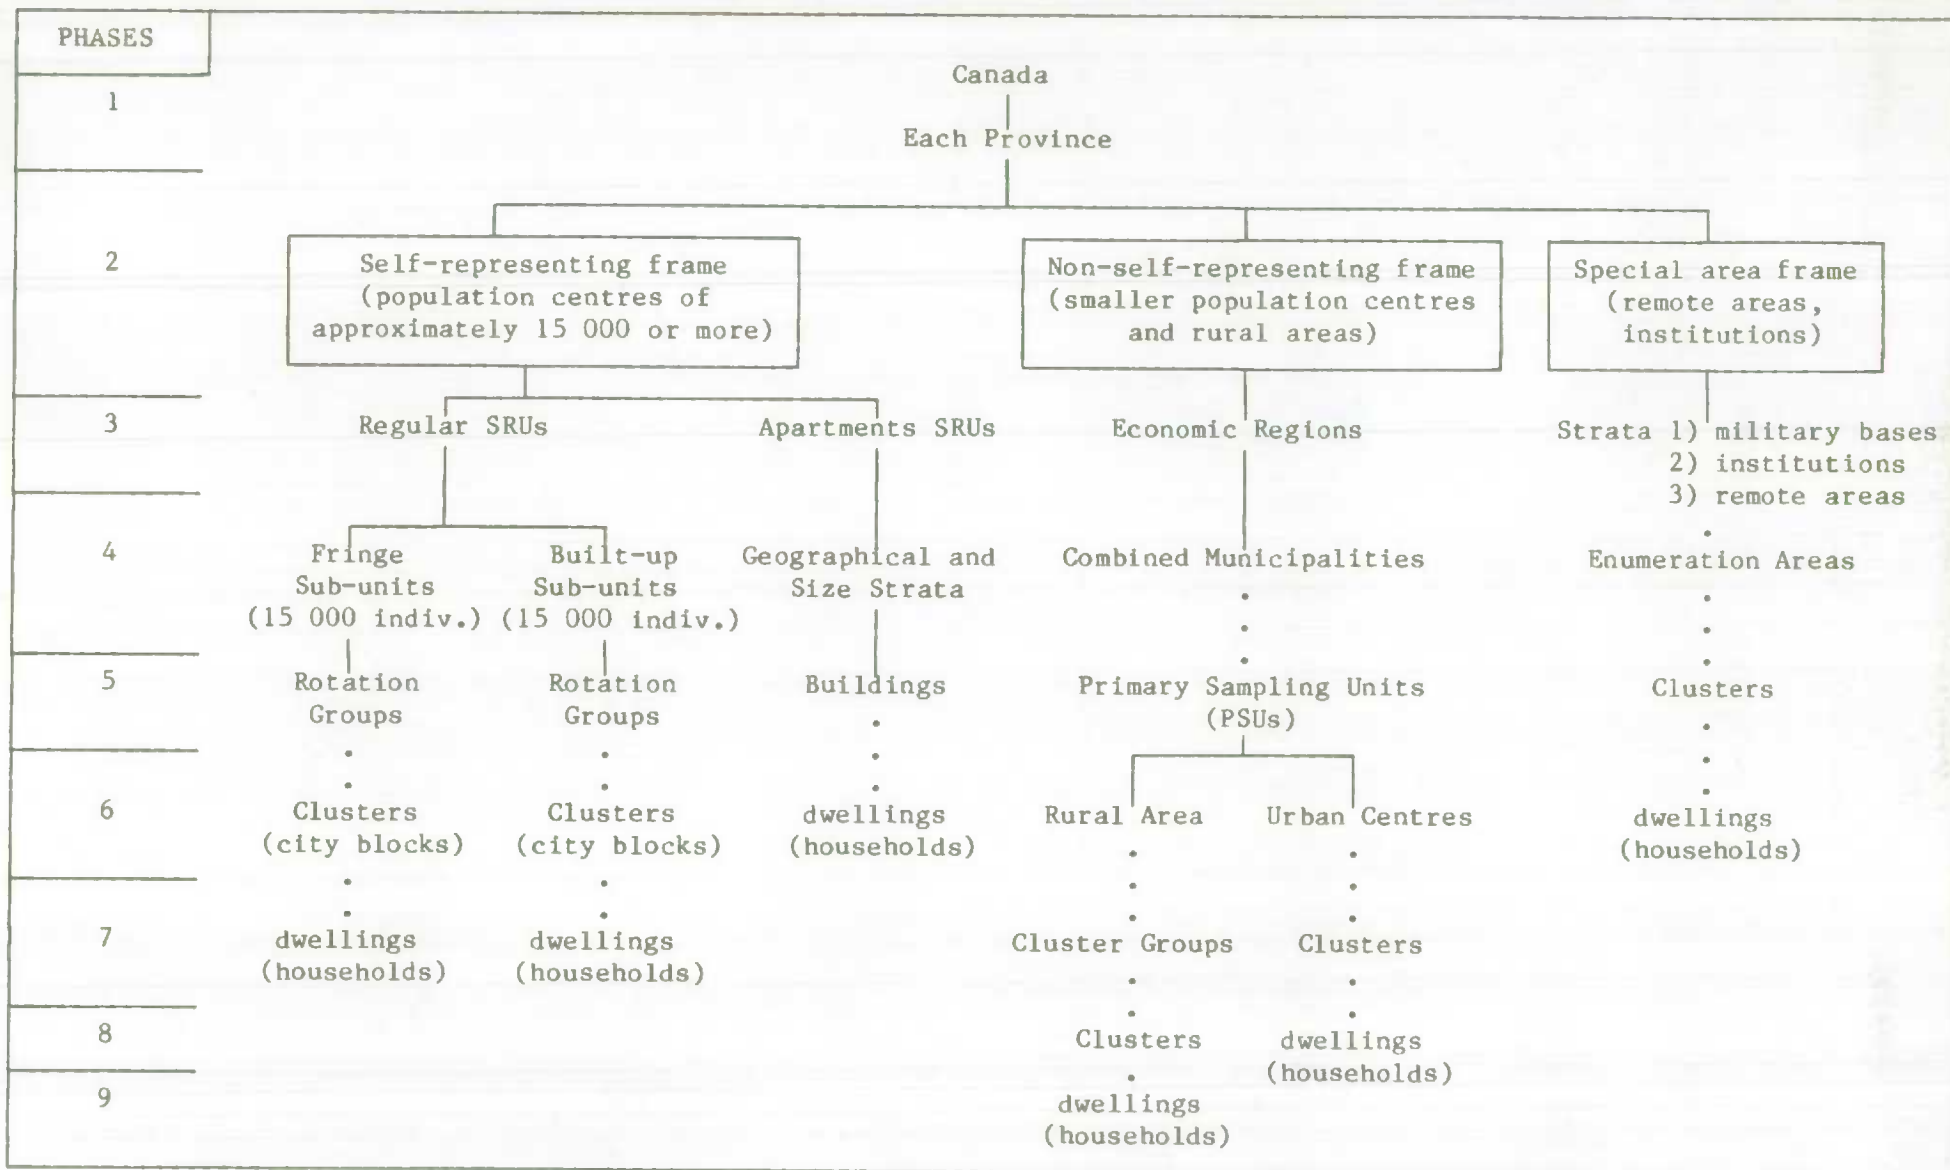 PHASES
1
Canada
Each Province
2
Self-representing frame
(population centres of
approximately 15 000 or more)
Non-self-representing frame
(smaller population centres
and rural areas)
Special area frame
(remote areas,
institutions)
3
Regular SRUs
Apartments SRUs
Economic Regions
Strata 1) military bases
2) institutions
3) remote areas
4
Fringe
Sub-units
(15 000 indiv.)
Built-up
Sub-units
(15 000 indiv.)
Geographical and
Size Strata
Combined Municipalities
Enumeration Areas
5
Rotation
Groups
Rotation
Groups
Buildings
Primary Sampling Units
(PSUs)
Clusters
6
Clusters
(city blocks)
Clusters
(city blocks)
dwellings
(households)
Rural Area
Urban Centres
dwellings
(households)
7
dwellings
(households)
dwellings
(households)
Cluster Groups
Clusters
8
Clusters
dwellings
(households)
9
dwellings
(households)